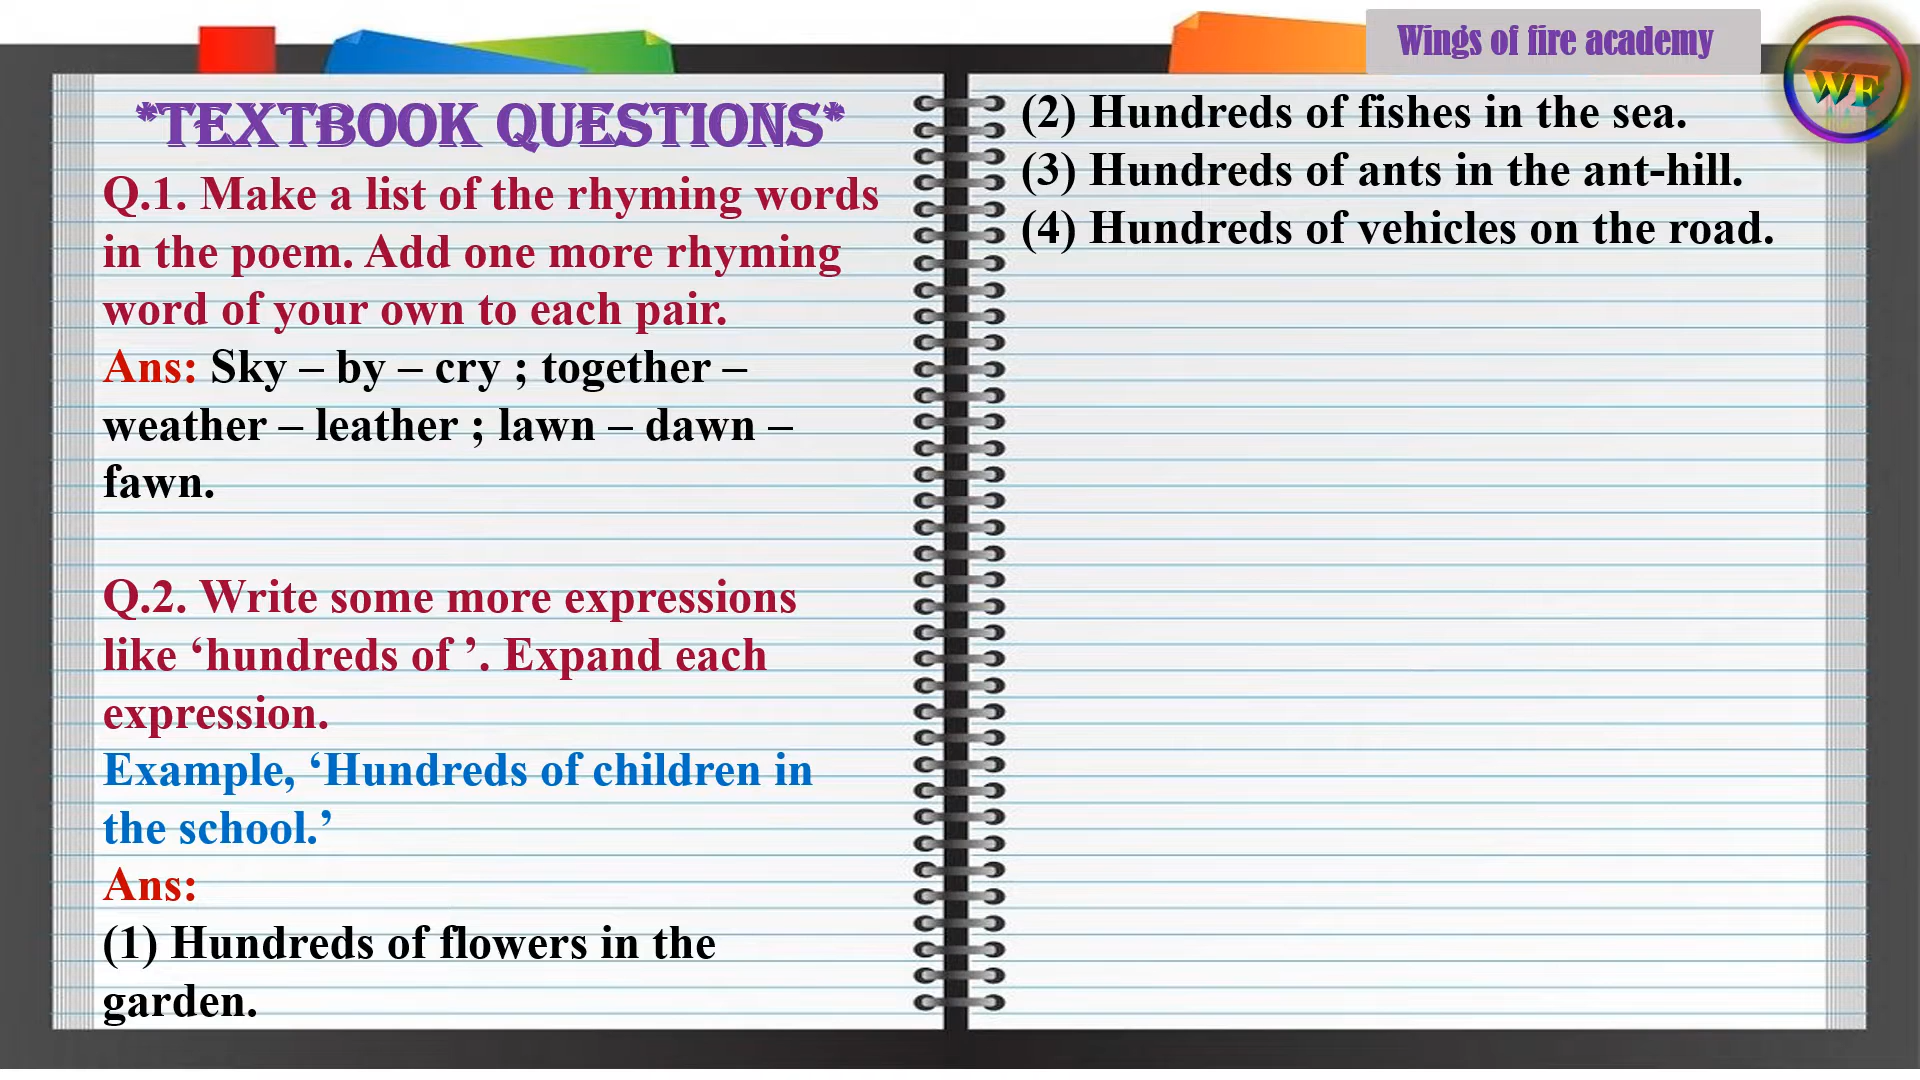 Wings of fire academy
WE
*TEXTBOOK QUESTIONS*
Q.1. Make a list of the rhyming words
in the poem. Add one more rhyming
word of your own to each pair.
Ans: Sky – by – cry ; together –
weather – leather ; lawn – dawn –
fawn.
Q.2. Write some more expressions
like ‘hundreds of ’. Expand each
expression.
Example, ‘Hundreds of children in
the school.’
Ans:
(1) Hundreds of flowers in the
garden.
(2) Hundreds of fishes in the sea.
(3) Hundreds of ants in the ant-hill.
(4) Hundreds of vehicles on the road.